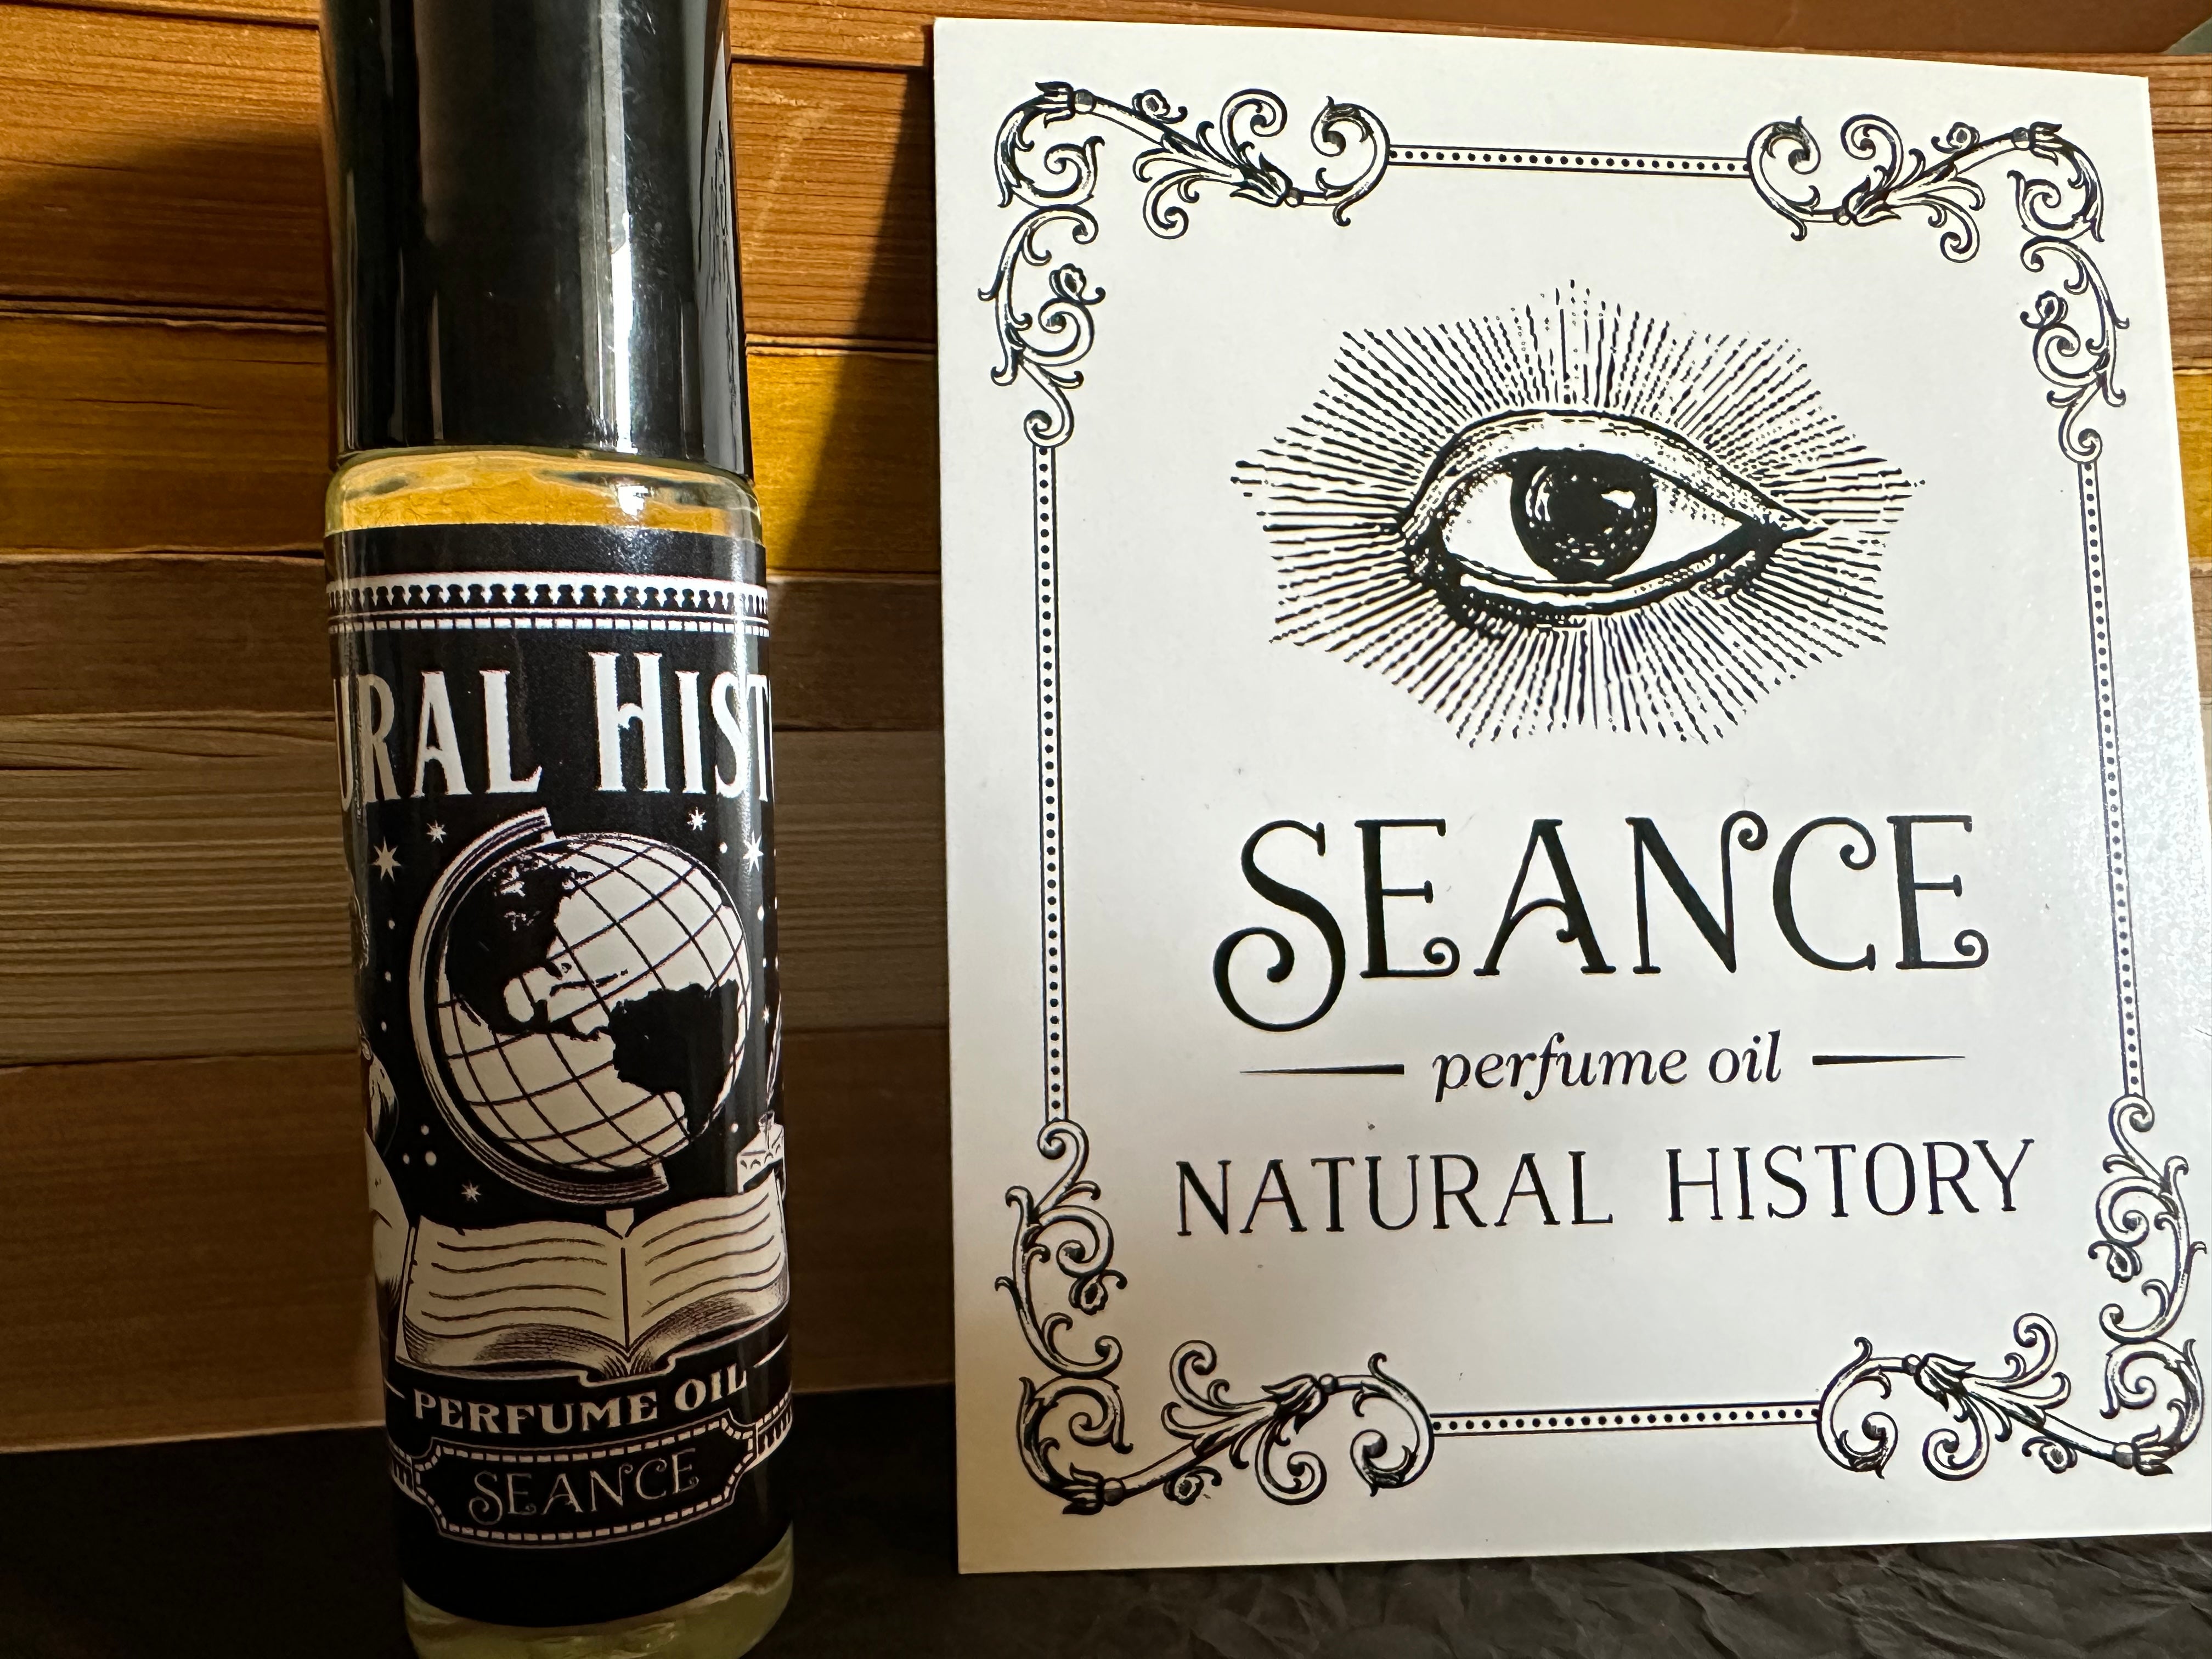 URAL HIST
PERFUME OIL
SEANCE
SEANCE
perfume oil
NATURAL HISTORY